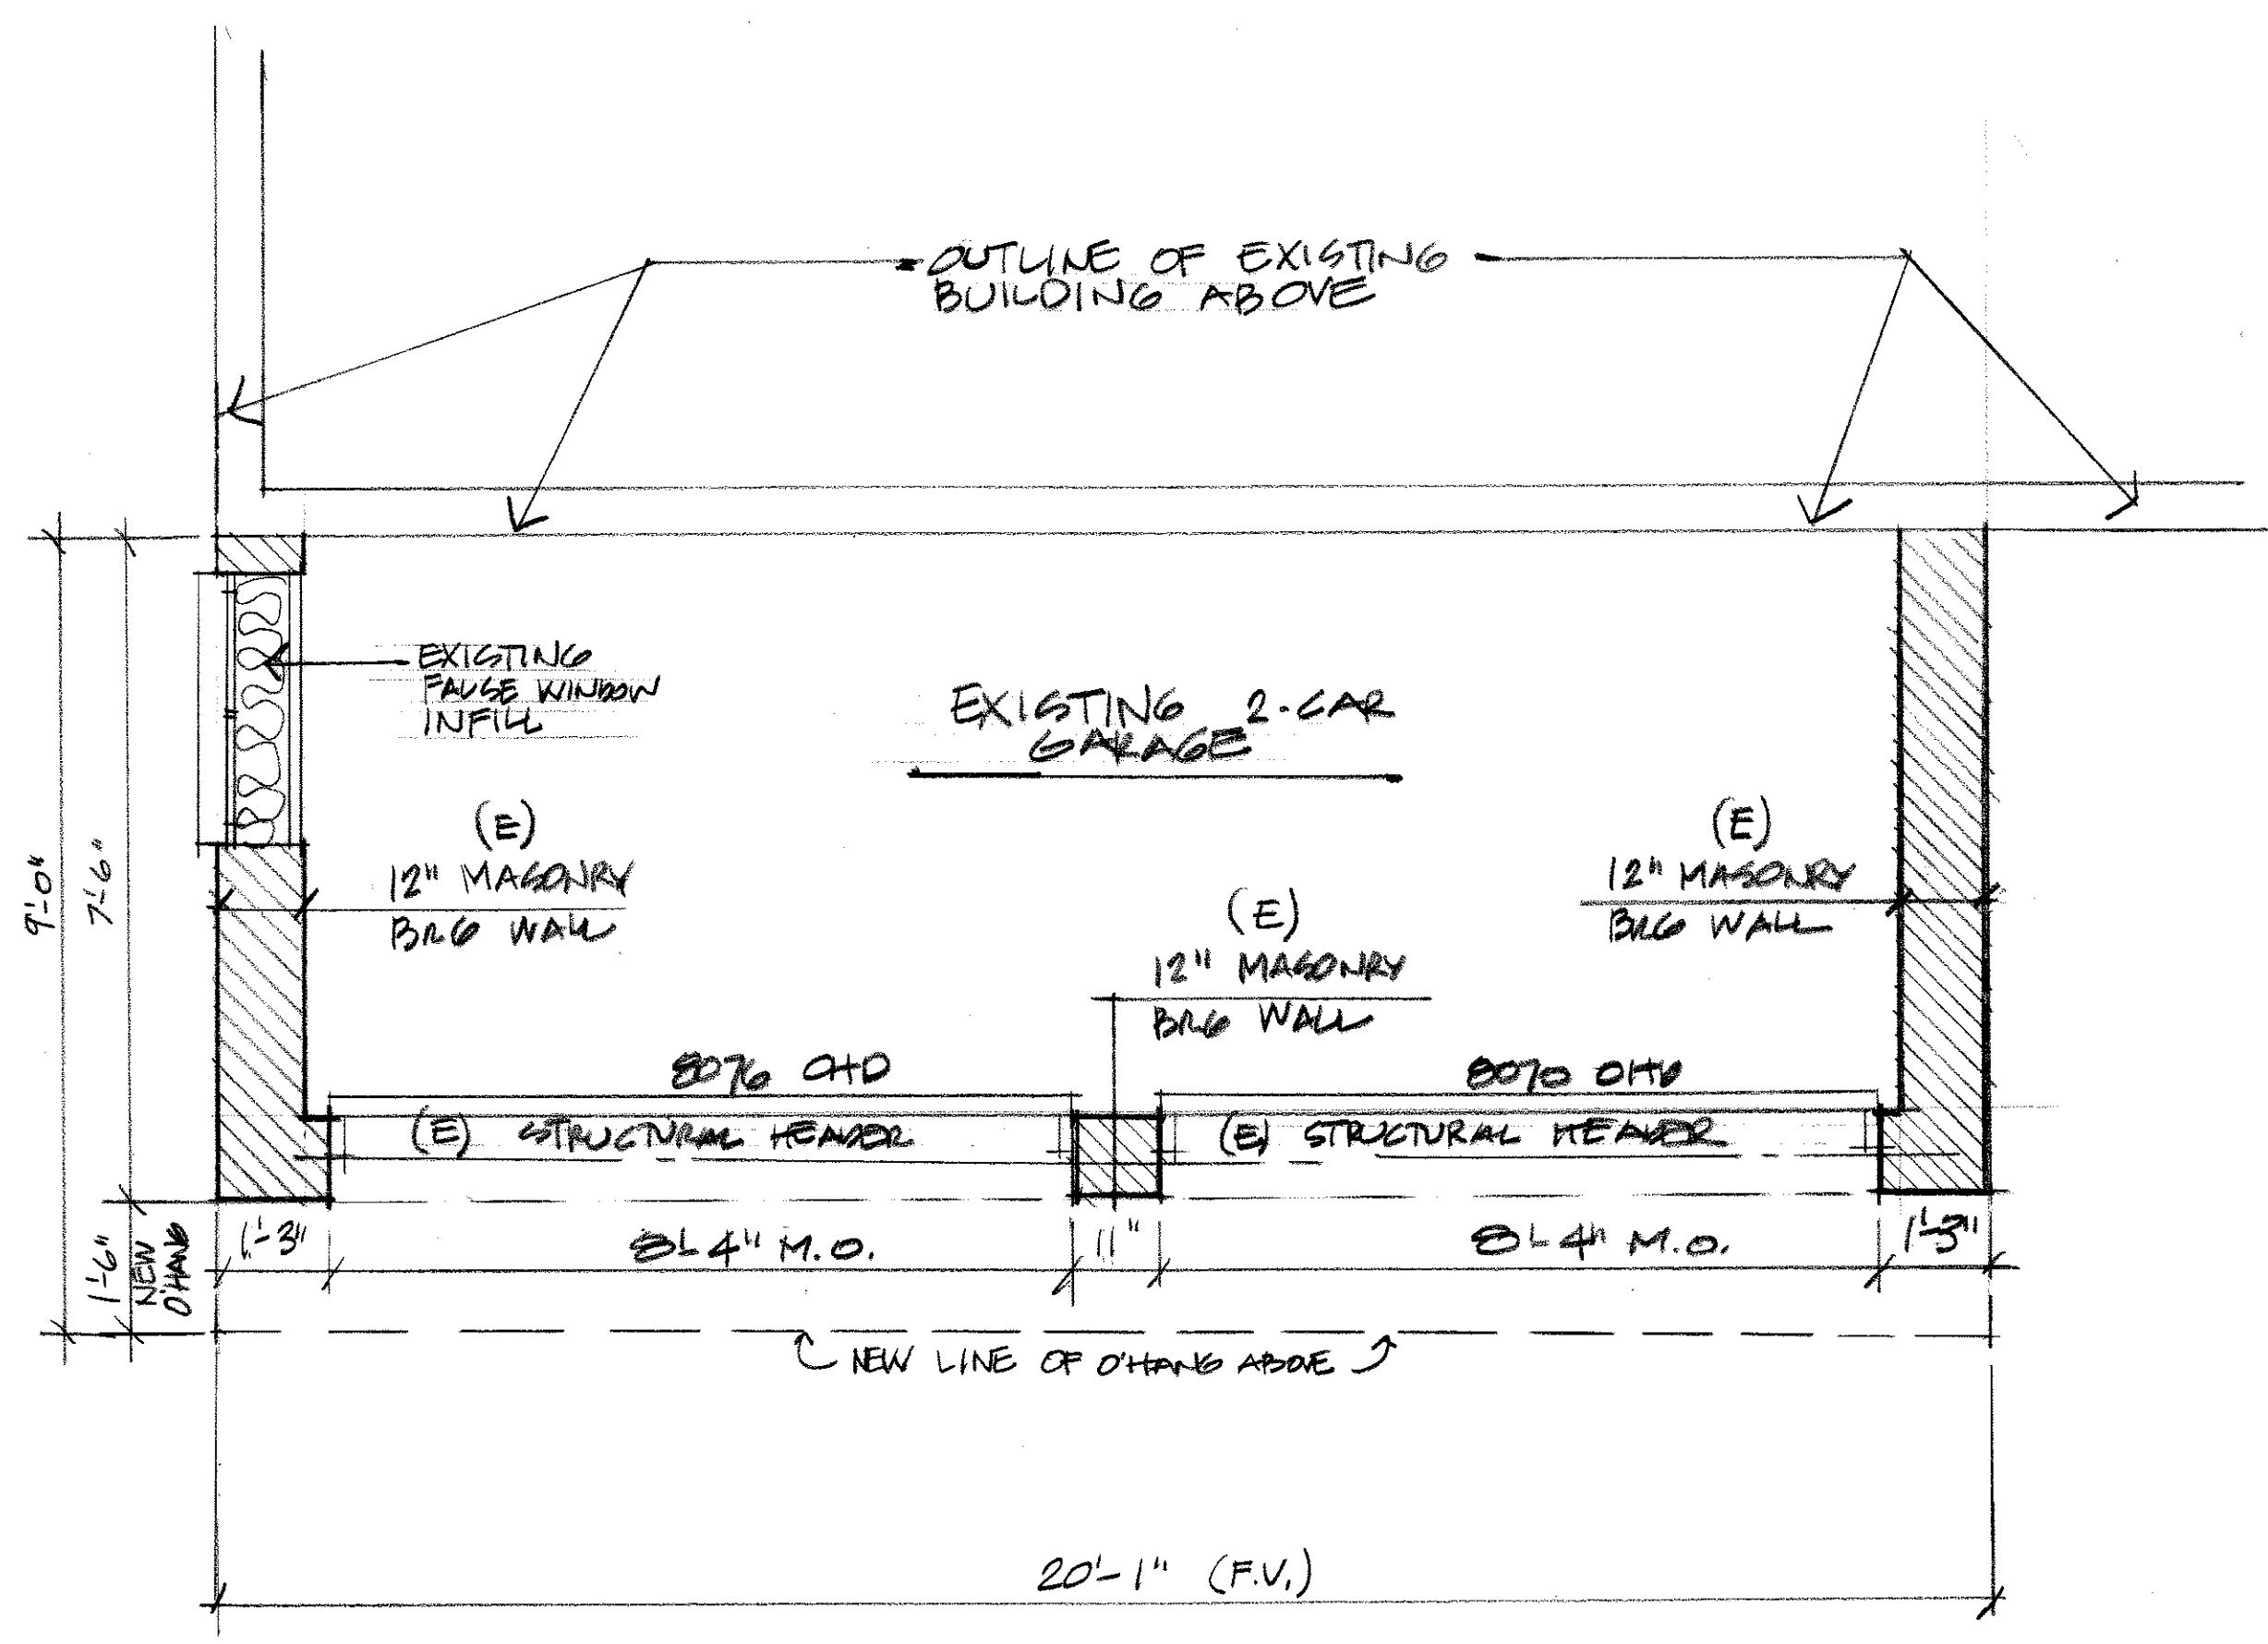 OUTLINE OF EXISTING
BUILDING ABOVE
EXISTING
FAUSE WINDOW
INFILL
EXISTING 2-CAR
GARAGE
(E)
12" MASONRY
BRG WALL
(E)
12" MASONRY
BRG WALL
(E)
12" MASONRY
BRG WALL
9'-0"
7'-6"
8076 OHD
8070 OHD
(E) STRUCTURAL HEADER
(E) STRUCTURAL HEADER
1'-6"
NEW
O'HANG
1'-3"
8'-4" M.O.
11"
8'-4" M.O.
1'-3"
NEW LINE OF O'HANG ABOVE
20'-1" (F.V.)